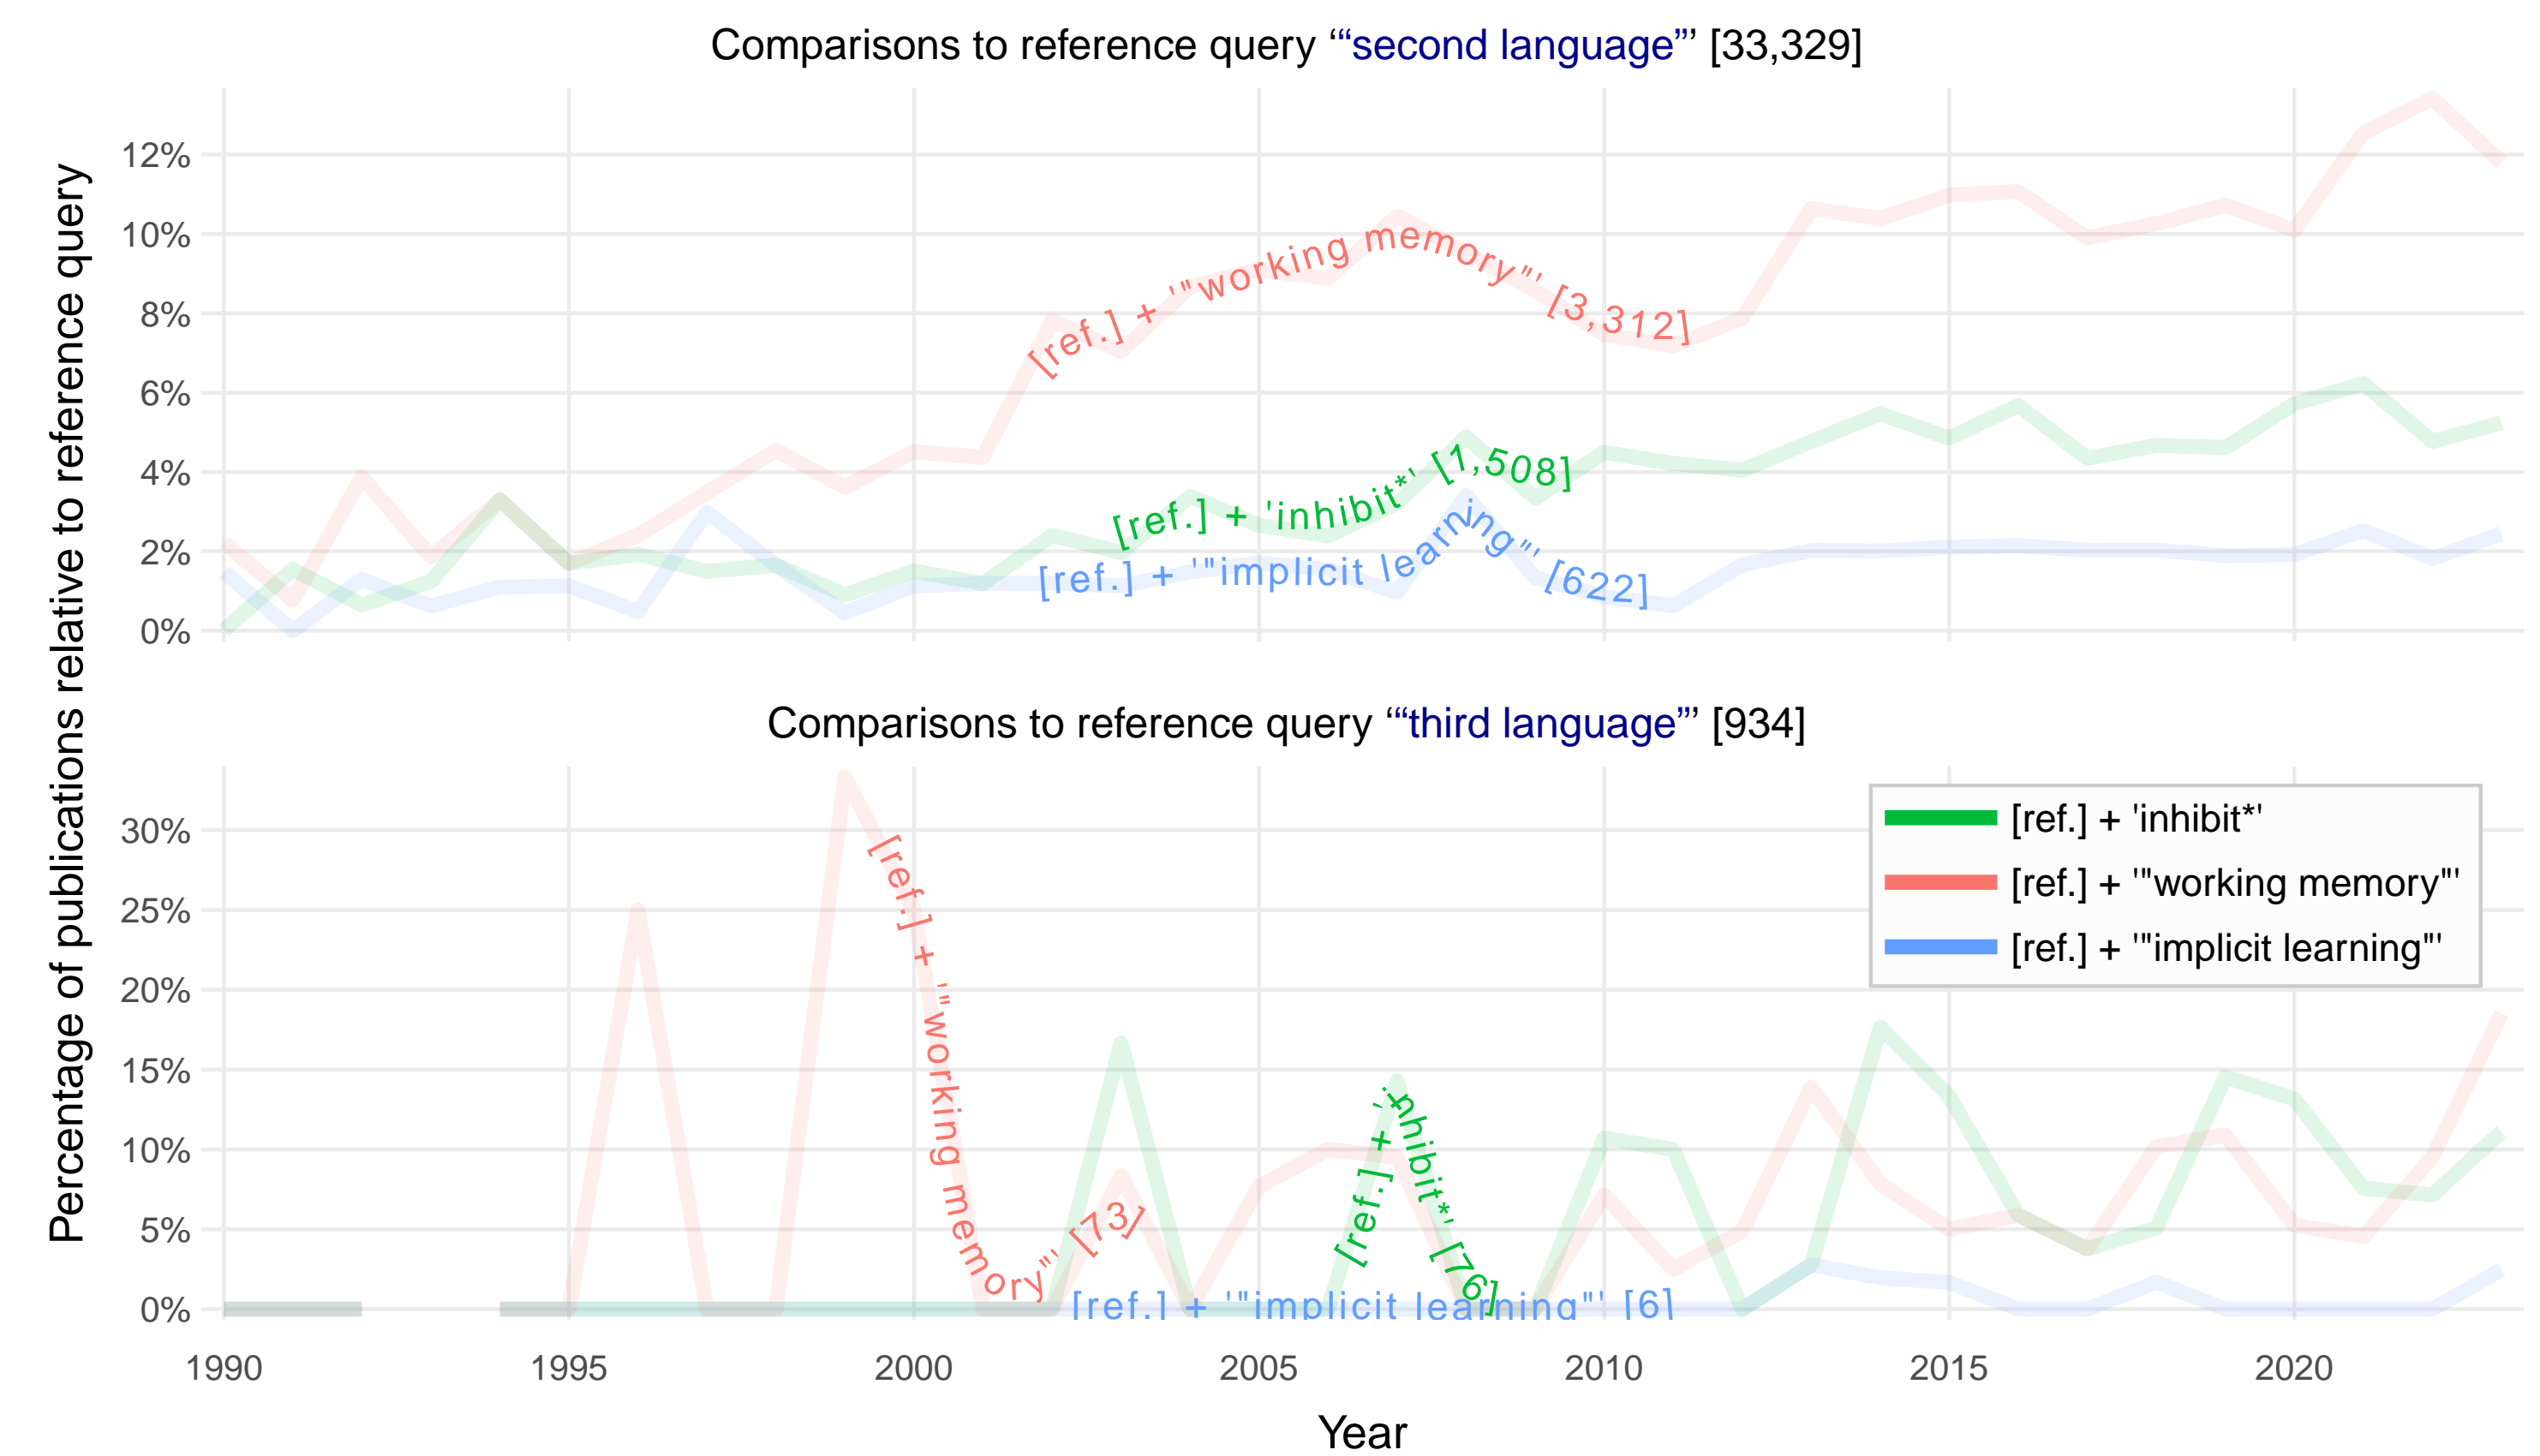 Comparisons to reference query ‘“second language”’ [33,329]
Percentage of publications relative to reference query
12%
10%
8%
6%
4%
2%
0%
[ref.] + '"working memory"' [3,312]
[ref.] + 'inhibit*' [1,508]
[ref.] + '"implicit learning"' [622]
Comparisons to reference query ‘“third language”’ [934]
30%
25%
20%
15%
10%
5%
0%
[ref.] + '"working memory"' [73]
[ref.] + 'inhibit*' [76]
[ref.] + '"implicit learning"' [6]
[ref.] + 'inhibit*'
[ref.] + '"working memory"'
[ref.] + '"implicit learning"'
1990 1995 2000 2005 2010 2015 2020
Year